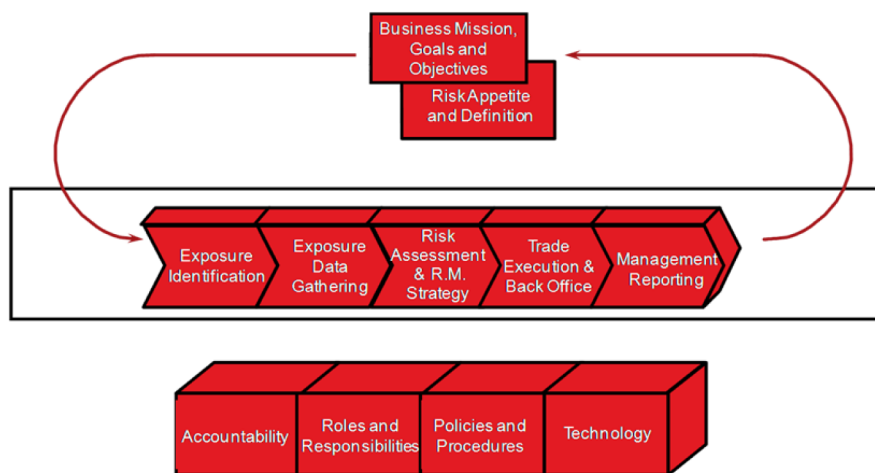 Business Mission,
Goals and
Objectives
Risk Appetite
and Definition
Exposure
Identification
Exposure
Data
Gathering
Risk
Assessment
& R.M.
Strategy
Trade
Execution &
Back Office
Management
Reporting
Accountability
Roles and
Responsibilities
Policies and
Procedures
Technology